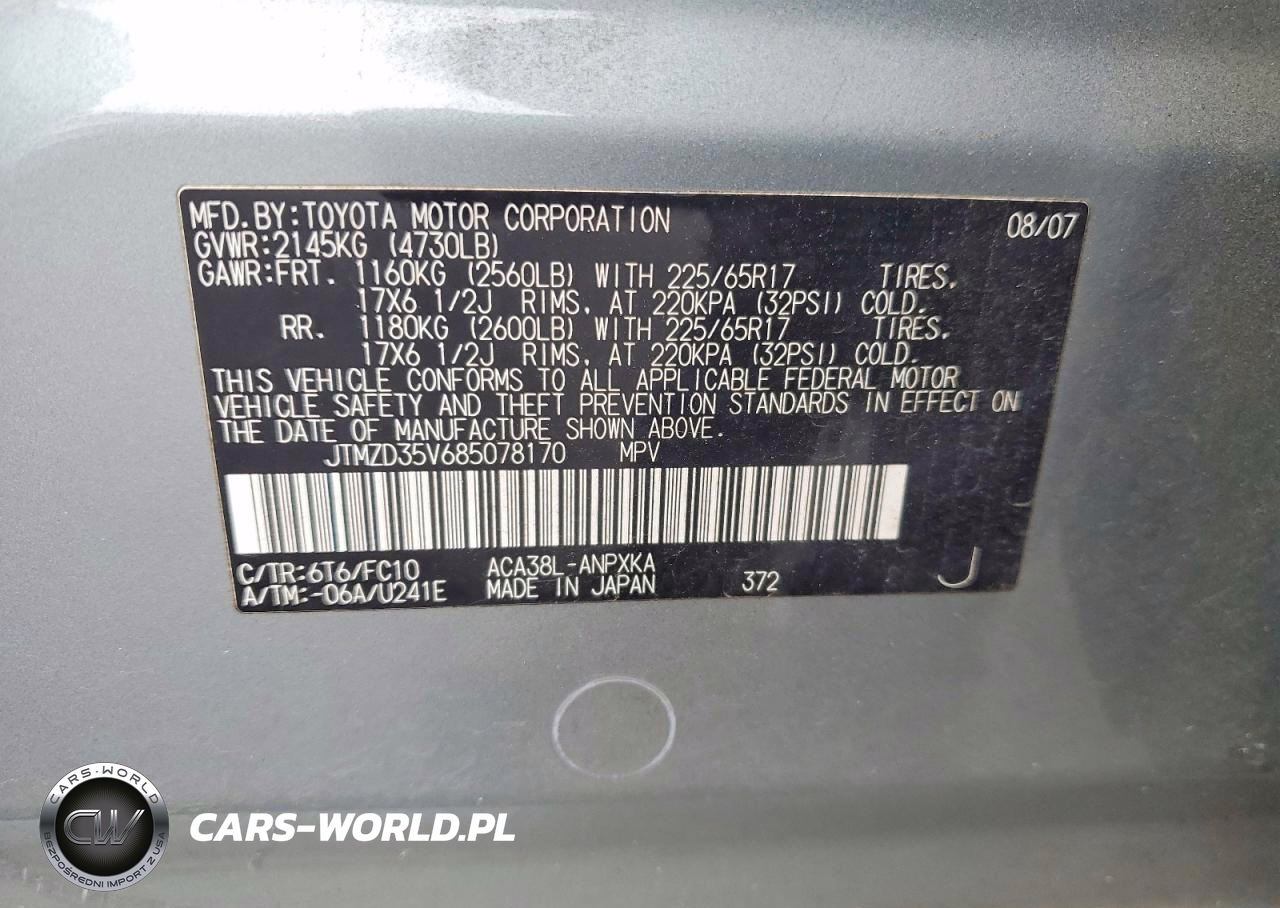 MFD.BY:TOYOTA MOTOR CORPORATION 08/07
GVWR:2145KG (4730LB)
GAWR:FRT. 1160KG (2560LB) WITH 225/65R17 TIRES,
17X6 1/2J RIMS, AT 220KPA (32PSI) COLD.
RR. 1180KG (2600LB) WITH 225/65R17 TIRES,
17X6 1/2J RIMS, AT 220KPA (32PSI) COLD.
THIS VEHICLE CONFORMS TO ALL APPLICABLE FEDERAL MOTOR
VEHICLE SAFETY AND THEFT PREVENTION STANDARDS IN EFFECT ON
THE DATE OF MANUFACTURE SHOWN ABOVE.
JTMZD35V685078170 MPV
C/TR:6T6/FC10 ACA38L-ANPXKA
A/TM:-06A/U241E MADE IN JAPAN 372 J
CARS-WORLD
CW
BEZPOŚREDNI IMPORT Z USA
CARS-WORLD.PL